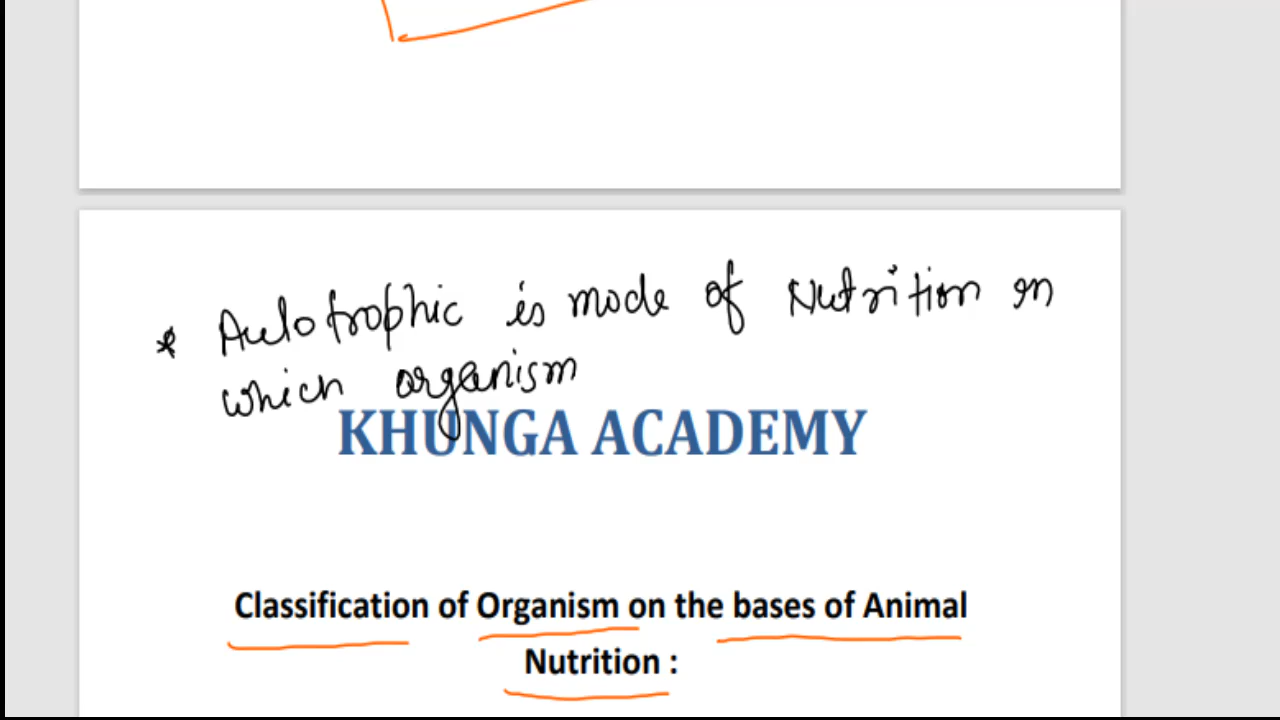 * Autotrophic is mode of Nutrition in
which organism
KHUNGA ACADEMY
Classification of Organism on the bases of Animal
Nutrition :